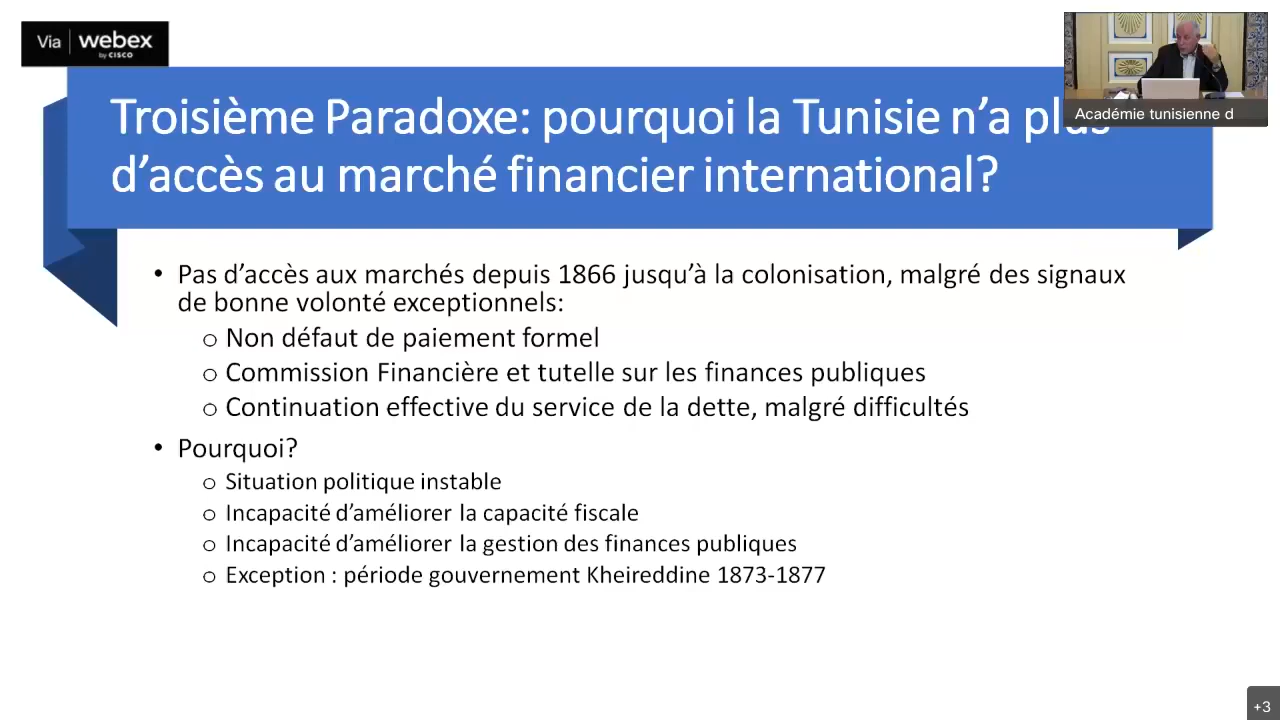 Via webex
by CISCO
Académie tunisienne d
Troisième Paradoxe: pourquoi la Tunisie n'a plus
d'accès au marché financier international?
• Pas d'accès aux marchés depuis 1866 jusqu'à la colonisation, malgré des signaux
de bonne volonté exceptionnels:
o Non défaut de paiement formel
o Commission Financière et tutelle sur les finances publiques
o Continuation effective du service de la dette, malgré difficultés
• Pourquoi?
o Situation politique instable
o Incapacité d'améliorer la capacité fiscale
o Incapacité d'améliorer la gestion des finances publiques
o Exception : période gouvernement Kheireddine 1873-1877
+3